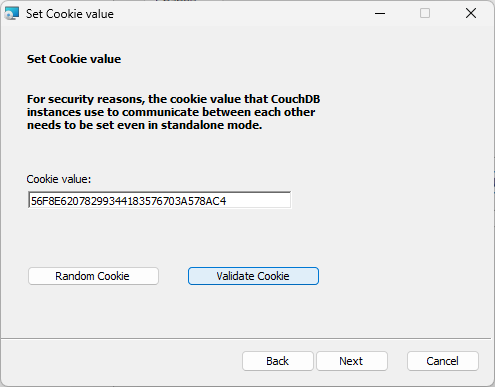 Set Cookie value
Set Cookie value
For security reasons, the cookie value that CouchDB
instances use to communicate between each other
needs to be set even in standalone mode.
Cookie value:
56F8E62078299344183576703A578AC4
Random Cookie
Validate Cookie
Back
Next
Cancel